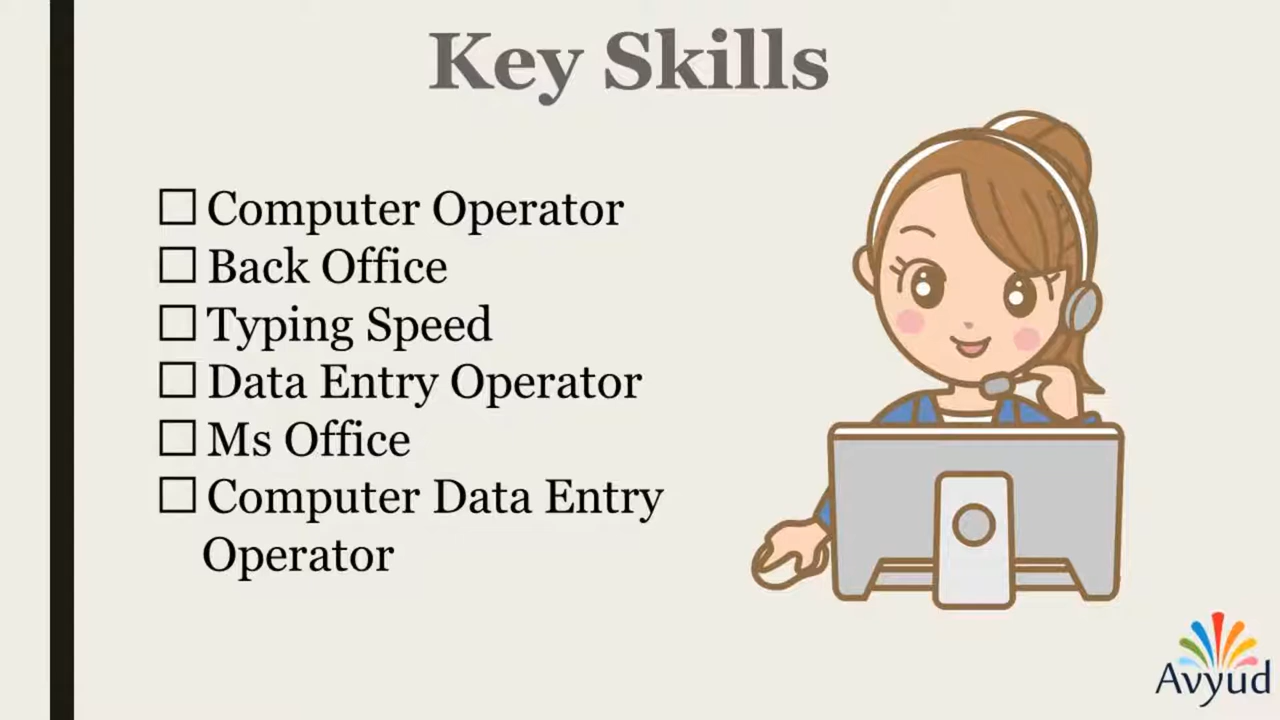 Key Skills
Computer Operator
Back Office
Typing Speed
Data Entry Operator
Ms Office
Computer Data Entry
Operator
Avyud